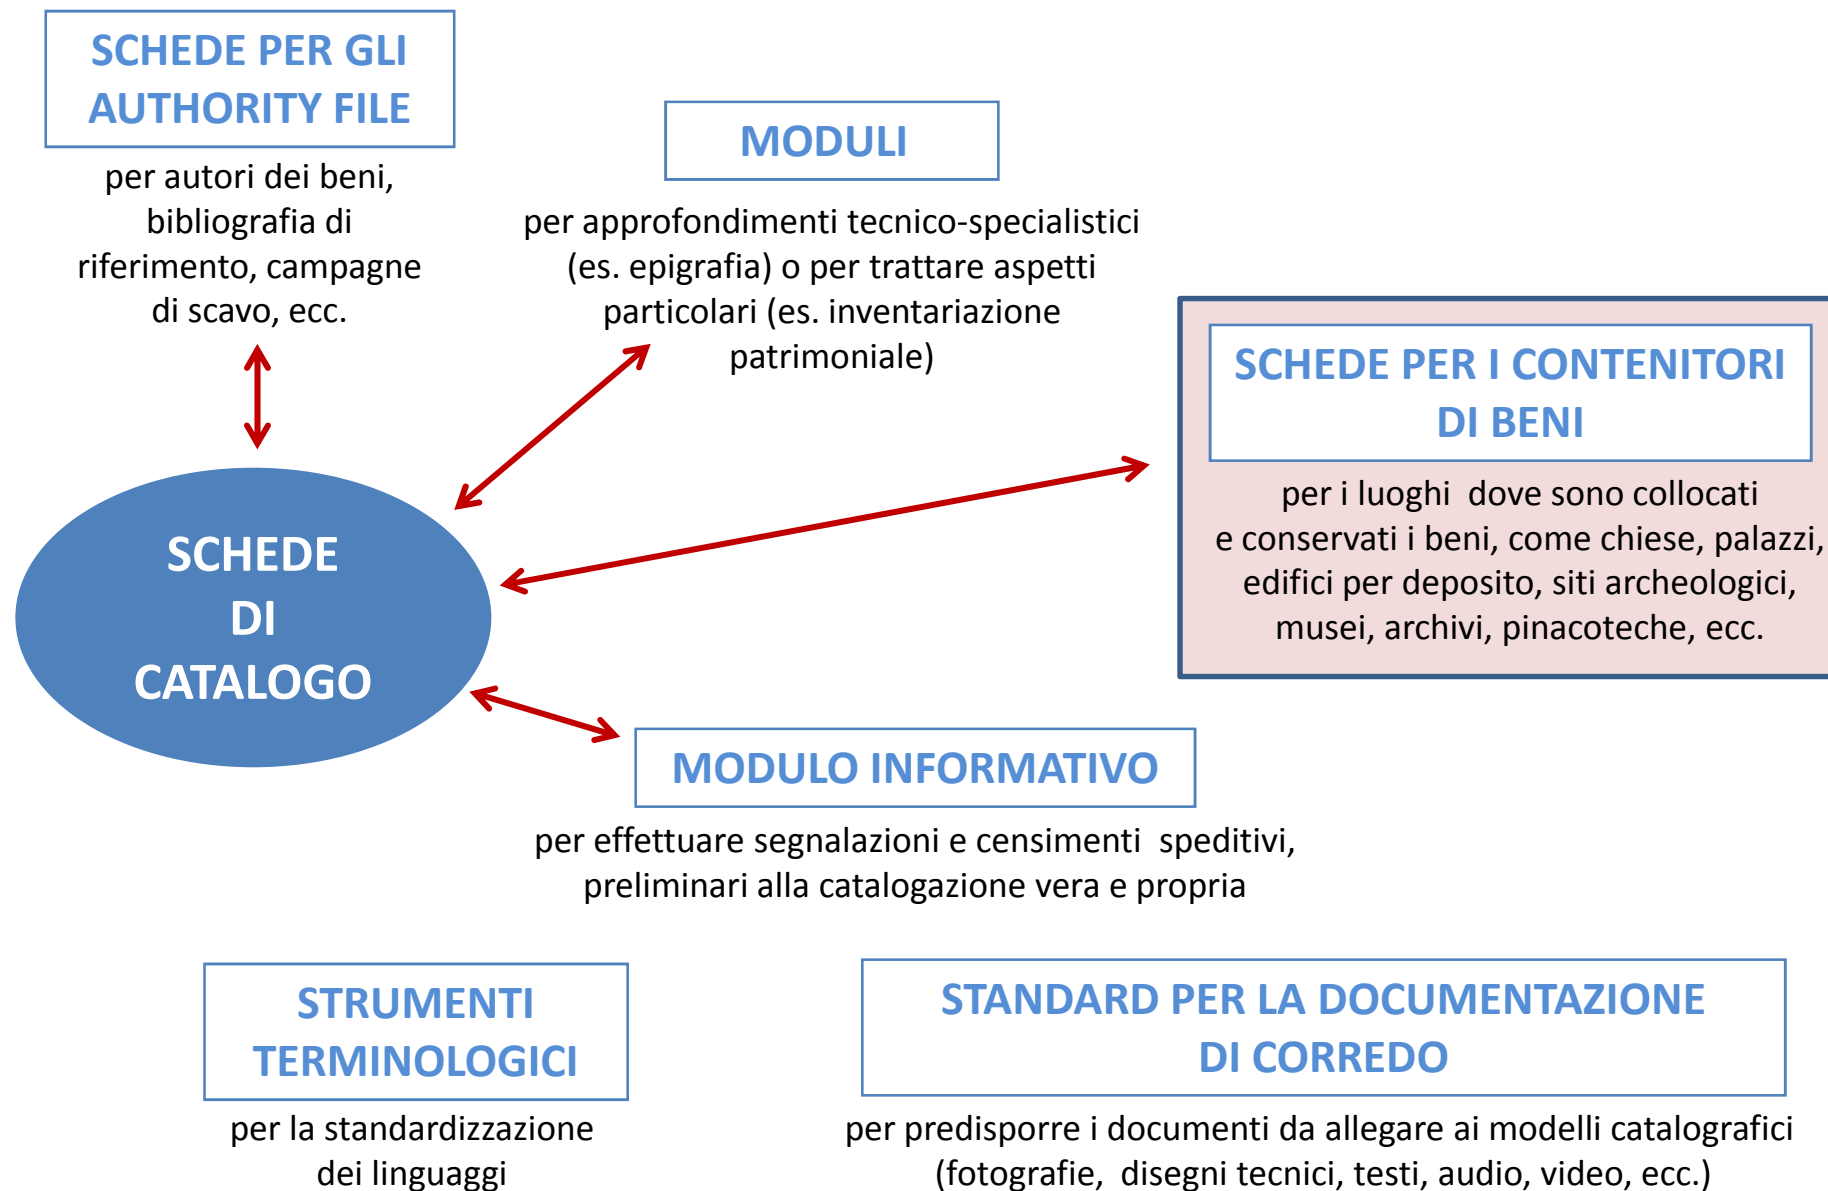 SCHEDE PER GLI
AUTHORITY FILE
per autori dei beni,
bibliografia di
riferimento, campagne
di scavo, ecc.
MODULI
per approfondimenti tecnico-specialistici
(es. epigrafia) o per trattare aspetti
particolari (es. inventariazione
patrimoniale)
SCHEDE PER I CONTENITORI
DI BENI
per i luoghi dove sono collocati
e conservati i beni, come chiese, palazzi,
edifici per deposito, siti archeologici,
musei, archivi, pinacoteche, ecc.
SCHEDE
DI
CATALOGO
MODULO INFORMATIVO
per effettuare segnalazioni e censimenti speditivi,
preliminari alla catalogazione vera e propria
STRUMENTI
TERMINOLOGICI
per la standardizzazione
dei linguaggi
STANDARD PER LA DOCUMENTAZIONE
DI CORREDO
per predisporre i documenti da allegare ai modelli catalografici
(fotografie, disegni tecnici, testi, audio, video, ecc.)